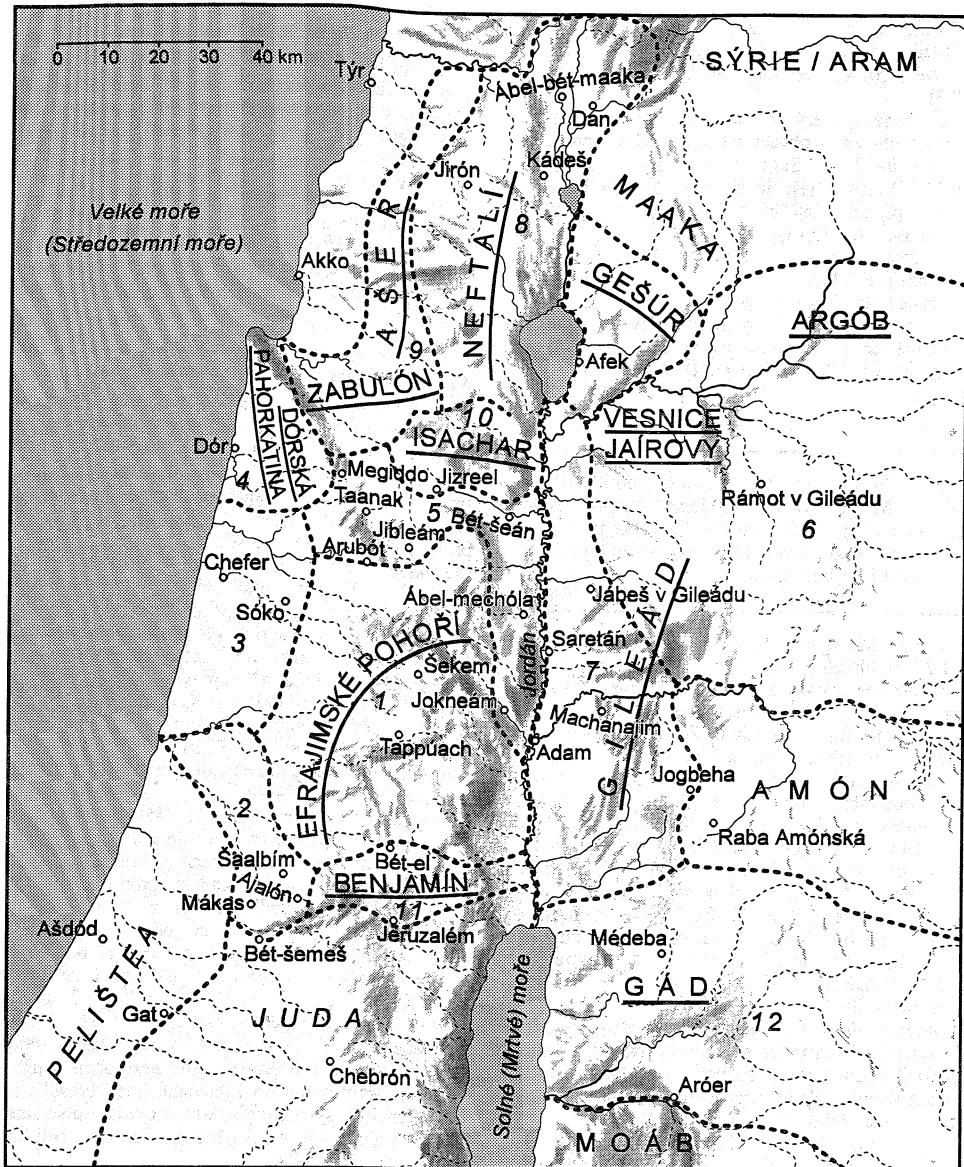 0 10 20 30 40 km
SÝRIE / ARAM
Týr
Ábel-bét-maaka
Dán
Kádeš
Jirón
MAAKA
Velké moře
(Středozemní moře)
NEFTALÍ
8
AŠER
Akko
GEŠÚR
ARGÓB
9
Afek
ZABULÓN
10
PAHORKATINA
DÓRSKÁ
ISACHAR
VESNICE
JAÍROVY
Dór
4
Megiddo
Jizreel
Taanak
5
Bét-šeán
Rámot v Gileádu
6
Jibleám
Arubót
Chefer
Sóko
3
Ábel-mechóla
Jábeš v Gileádu
EFRAJIMSKÉ POHOŘÍ
Saretán
Jordán
7
GILEÁD
Šekem
1
Jokneám
Machanajim
Tappuach
Adam
Jogbeha
AMÓN
2
Raba Amónská
Šaalbím
Bét-el
Ajalón
BENJAMÍN
Mákas
11
Ašdód
Bét-šemeš
Jeruzalém
Médeba
PELIŠTEA
GÁD
Gat
JUDA
12
Solné (Mrtvé) moře
Chebrón
Aróer
MOÁB